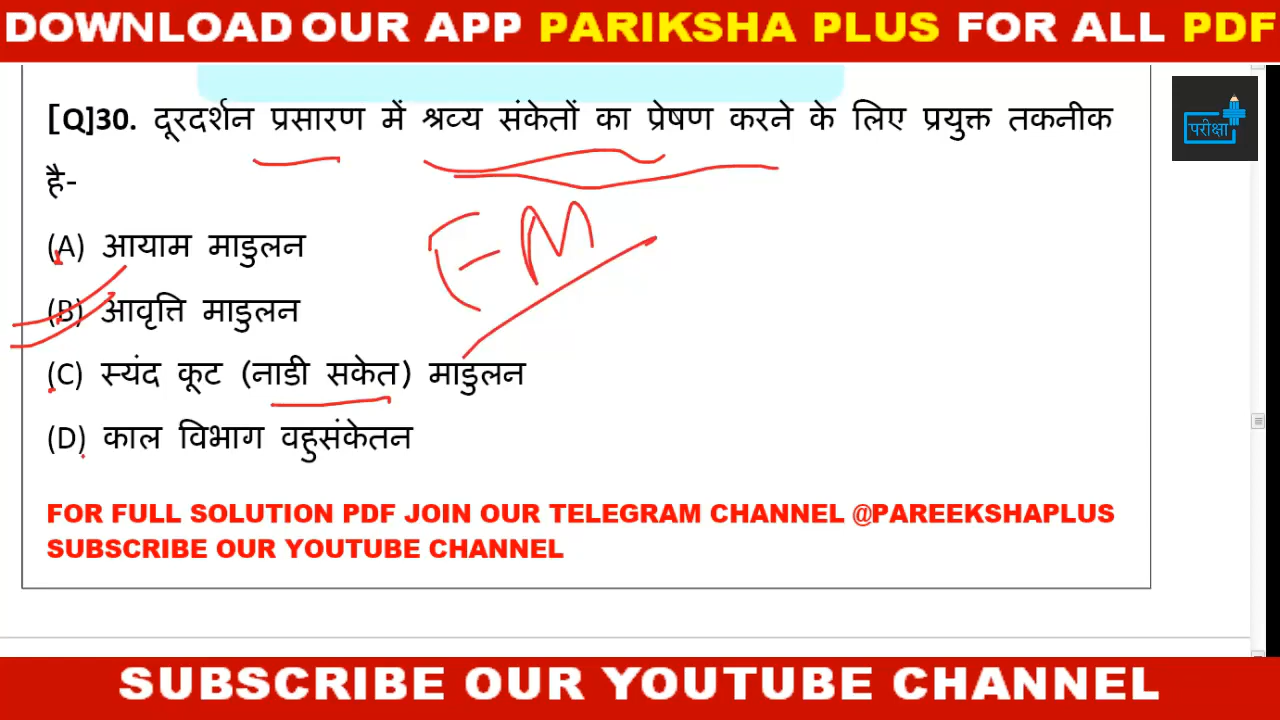 DOWNLOAD OUR APP PARIKSHA PLUS FOR ALL PDF
परीक्षा
[Q]30. दूरदर्शन प्रसारण में श्रव्य संकेतों का प्रेषण करने के लिए प्रयुक्त तकनीक
है-
FM
(A) आयाम माडुलन
(B) आवृत्ति माडुलन
(C) स्यंद कूट (नाडी सकेत) माडुलन
(D) काल विभाग वहुसंकेतन
FOR FULL SOLUTION PDF JOIN OUR TELEGRAM CHANNEL @PAREEKSHAPLUS
SUBSCRIBE OUR YOUTUBE CHANNEL
SUBSCRIBE OUR YOUTUBE CHANNEL